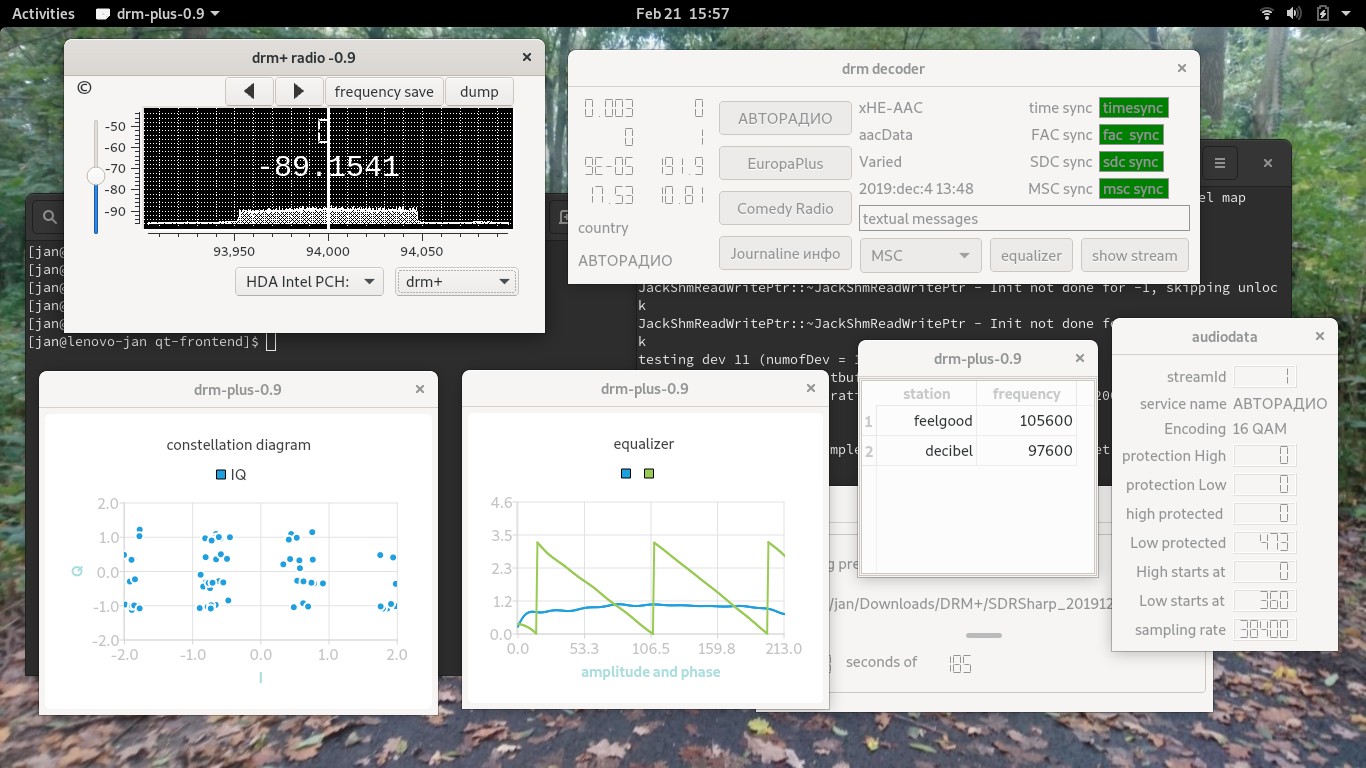 Activities drm-plus-0.9 Feb 21 15:57
drm+ radio -0.9
©
frequency save dump
-50
-60
-70
-80
-90
-89.1541
93,950 94,000 94,050
HDA Intel PCH: drm+
drm decoder
0.003 0
0 1
9E-05 191.9
17.53 10.81
country
АВТОРАДИО
АВТОРАДИО
EuropaPlus
Comedy Radio
Journaline инфо
xHE-AAC
aacData
Varied
2019:dec:4 13:48
time sync timesync
FAC sync fac sync
SDC sync sdc sync
MSC sync msc sync
textual messages
MSC equalizer show stream
el map
[jan@
[jan@
[jan@
[jan@
[jan@
[jan@lenovo-jan qt-frontend]$
JackShmReadWritePtr::~JackShmReadWritePtr - Init not done for -1, skipping unloc
k
JackShmReadWritePtr::~JackShmReadWritePtr - Init not done fo
k
testing dev 11 (numofDev = 1
drm-plus-0.9
constellation diagram
IQ
2.0
1.0
0.0
-1.0
-2.0
Q
-2.0 -1.0 0.0 1.0 2.0
I
drm-plus-0.9
equalizer
4.6
3.5
2.3
1.2
0.0
0.0 53.3 106.5 159.8 213.0
amplitude and phase
drm-plus-0.9
station frequency
1 feelgood 105600
2 decibel 97600
audiodata
streamId 1
service name АВТОРАДИО
Encoding 16 QAM
protection High 0
protection Low 0
high protected 0
Low protected 473
High starts at 0
Low starts at 360
sampling rate 38400
g pre
/jan/Downloads/DRM+/SDRSharp_201912
seconds of 185